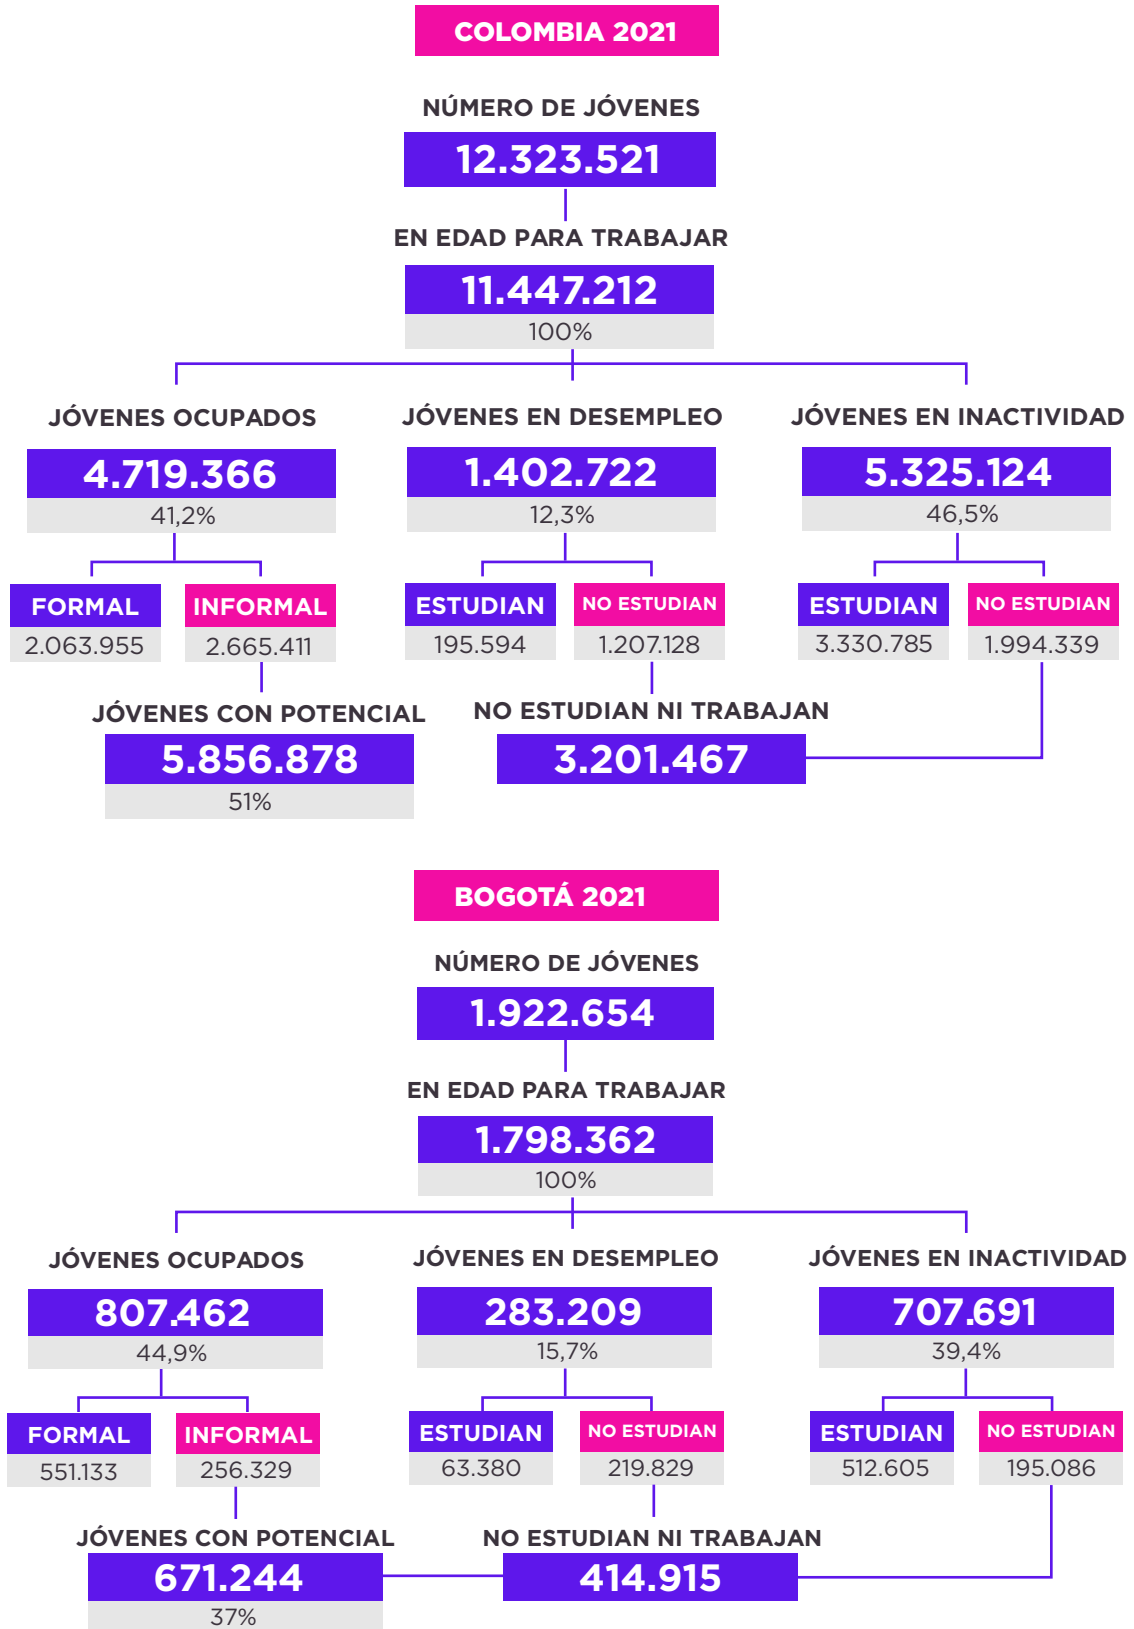 COLOMBIA 2021
NÚMERO DE JÓVENES
12.323.521
EN EDAD PARA TRABAJAR
11.447.212
100%
JÓVENES OCUPADOS
4.719.366
41,2%
JÓVENES EN DESEMPLEO
1.402.722
12,3%
JÓVENES EN INACTIVIDAD
5.325.124
46,5%
FORMAL
2.063.955
INFORMAL
2.665.411
ESTUDIAN
195.594
NO ESTUDIAN
1.207.128
ESTUDIAN
3.330.785
NO ESTUDIAN
1.994.339
JÓVENES CON POTENCIAL
5.856.878
51%
NO ESTUDIAN NI TRABAJAN
3.201.467
BOGOTÁ 2021
NÚMERO DE JÓVENES
1.922.654
EN EDAD PARA TRABAJAR
1.798.362
100%
JÓVENES OCUPADOS
807.462
44,9%
JÓVENES EN DESEMPLEO
283.209
15,7%
JÓVENES EN INACTIVIDAD
707.691
39,4%
FORMAL
551.133
INFORMAL
256.329
ESTUDIAN
63.380
NO ESTUDIAN
219.829
ESTUDIAN
512.605
NO ESTUDIAN
195.086
JÓVENES CON POTENCIAL
671.244
37%
NO ESTUDIAN NI TRABAJAN
414.915